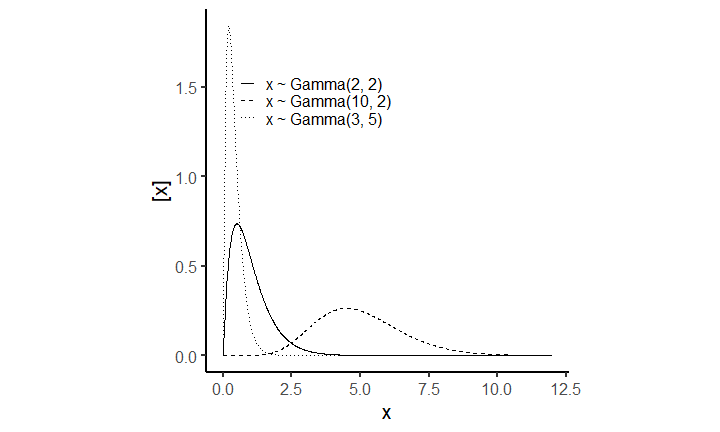 1.5
1.0
0.5
0.0
[x]
x ~ Gamma(2, 2)
x ~ Gamma(10, 2)
x ~ Gamma(3, 5)
0.0 2.5 5.0 7.5 10.0 12.5
x